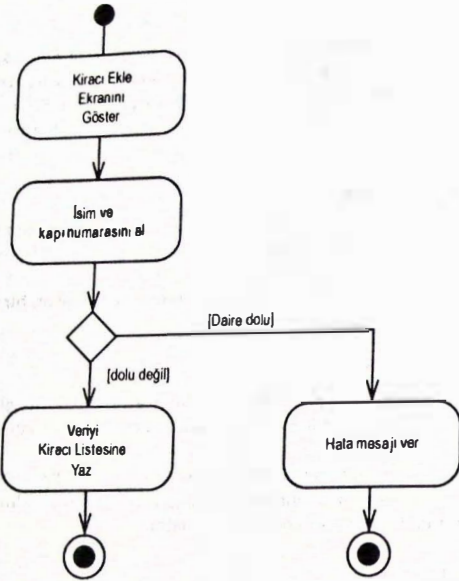 Kiracı Ekle
Ekranını
Göster
İsim ve
kapı numarasını al
[Daire dolu]
[dolu değil]
Veriyi
Kiracı Listesine
Yaz
Hata mesajı ver